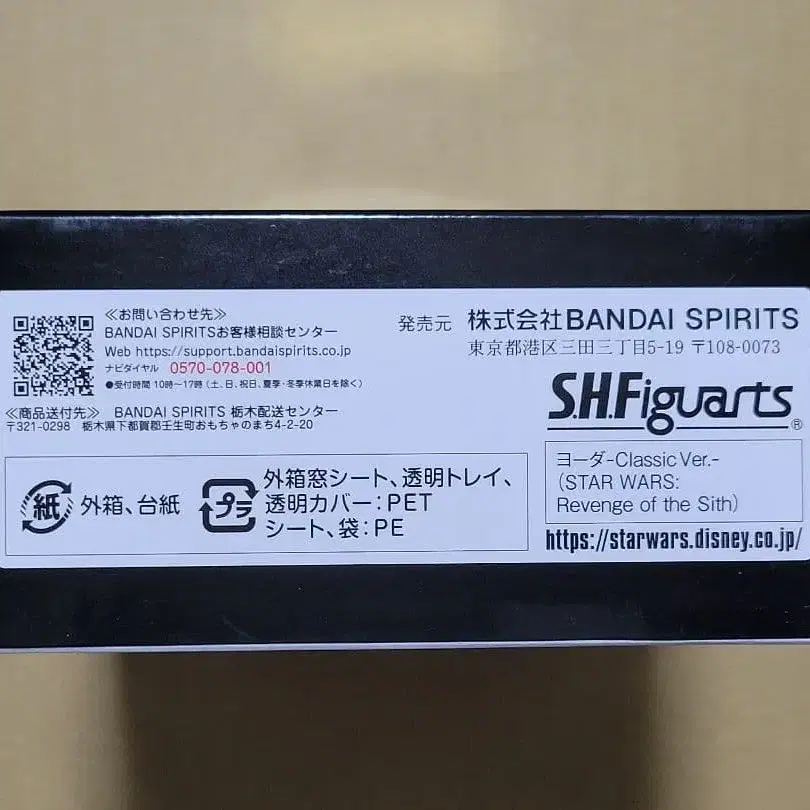 ≪お問い合わせ先≫
BANDAI SPIRITSお客様相談センター
Web https://support.bandaispirits.co.jp
ナビダイヤル 0570-078-001
●受付時間 10時~17時 (土、日、祝日、夏季・冬季休業日を除く)
≪商品送付先≫ BANDAI SPIRITS 栃木配送センター
〒321-0298 栃木県下都賀郡壬生町おもちゃのまち4-2-20
紙 外箱、台紙
プラ 外箱窓シート、透明トレイ、
透明カバー:PET
シート、袋:PE
発売元 株式会社BANDAI SPIRITS
東京都港区三田三丁目5-19 〒108-0073
S.H.Figuarts®
ヨーダ-Classic Ver.-
(STAR WARS:
Revenge of the Sith)
https://starwars.disney.co.jp/